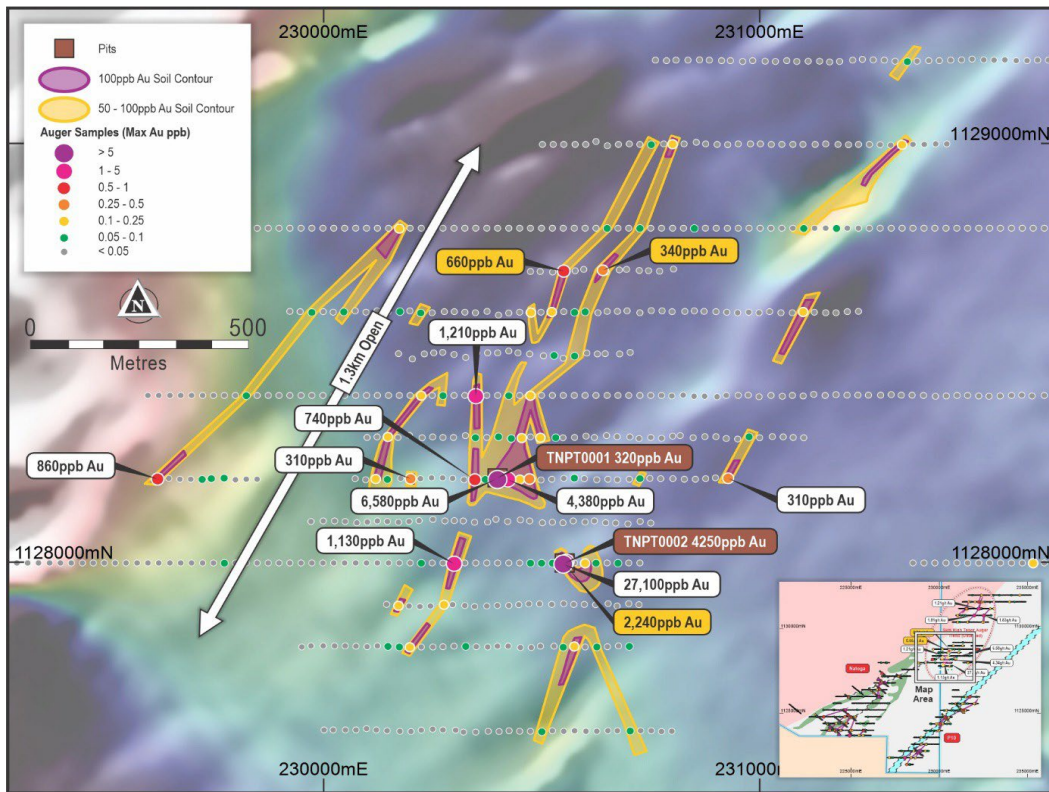 230000mE
231000mE
Pits
100ppb Au Soil Contour
50 - 100ppb Au Soil Contour
Auger Samples (Max Au ppb)
> 5
1 - 5
0.5 - 1
0.25 - 0.5
0.1 - 0.25
0.05 - 0.1
< 0.05
N
0
500
Metres
1129000mN
660ppb Au
340ppb Au
1,210ppb Au
1.3km Open
740ppb Au
860ppb Au
310ppb Au
TNPT0001 320ppb Au
6,580ppb Au
4,380ppb Au
310ppb Au
1128000mN
1,130ppb Au
TNPT0002 4250ppb Au
1128000mN
27,100ppb Au
2,240ppb Au
Map
Area
230000mE
231000mE